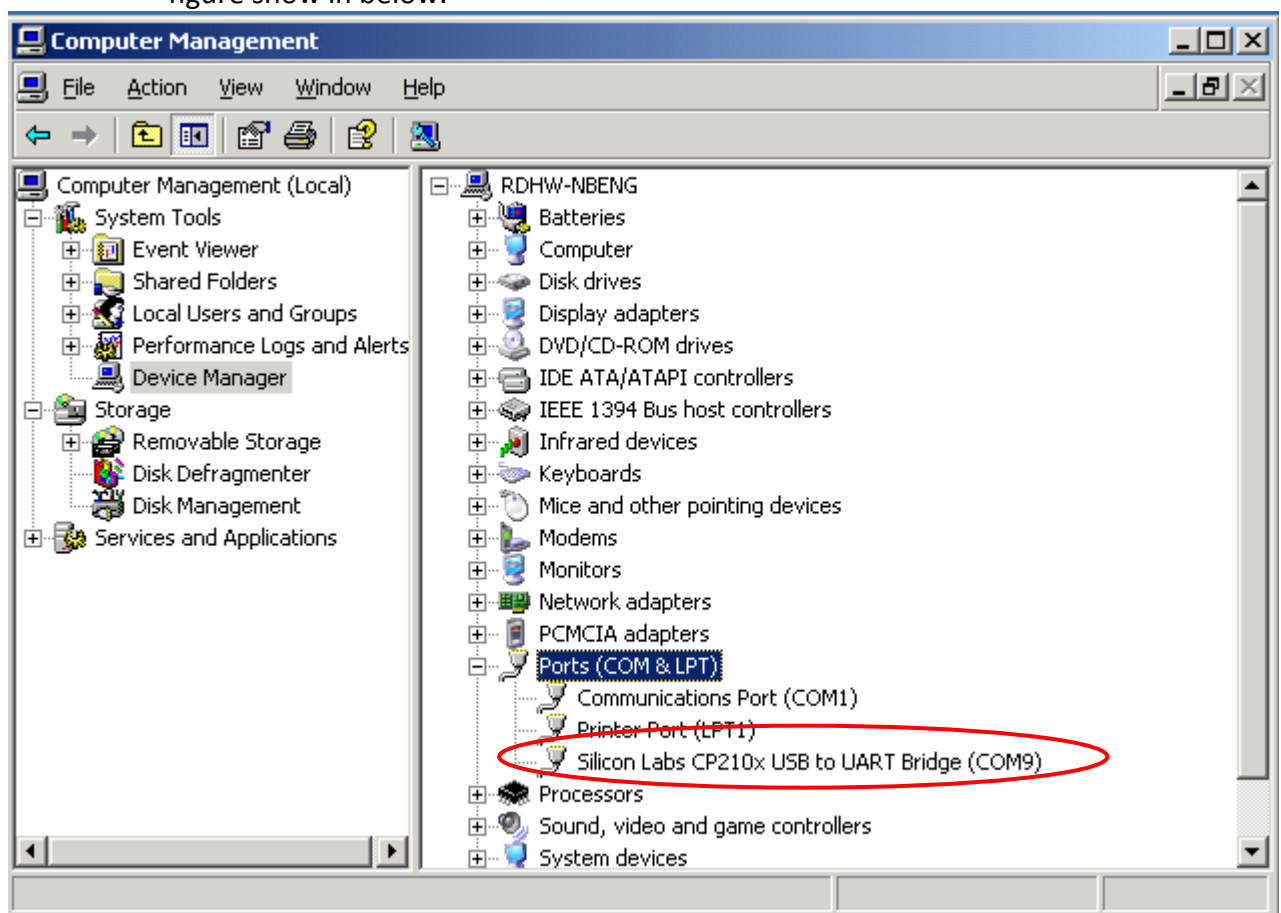 figure show in below:
Computer Management
File Action View Window Help
Computer Management (Local)
System Tools
Event Viewer
Shared Folders
Local Users and Groups
Performance Logs and Alerts
Device Manager
Storage
Removable Storage
Disk Defragmenter
Disk Management
Services and Applications
RDHW-NBENG
Batteries
Computer
Disk drives
Display adapters
DVD/CD-ROM drives
IDE ATA/ATAPI controllers
IEEE 1394 Bus host controllers
Infrared devices
Keyboards
Mice and other pointing devices
Modems
Monitors
Network adapters
PCMCIA adapters
Ports (COM & LPT)
Communications Port (COM1)
Printer Port (LPT1)
Silicon Labs CP210x USB to UART Bridge (COM9)
Processors
Sound, video and game controllers
System devices